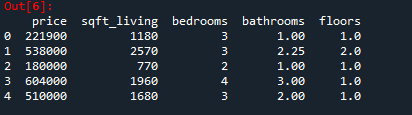 Out[6]:
price sqft_living bedrooms bathrooms floors
0 221900 1180 3 1.00 1.0
1 538000 2570 3 2.25 2.0
2 180000 770 2 1.00 1.0
3 604000 1960 4 3.00 1.0
4 510000 1680 3 2.00 1.0